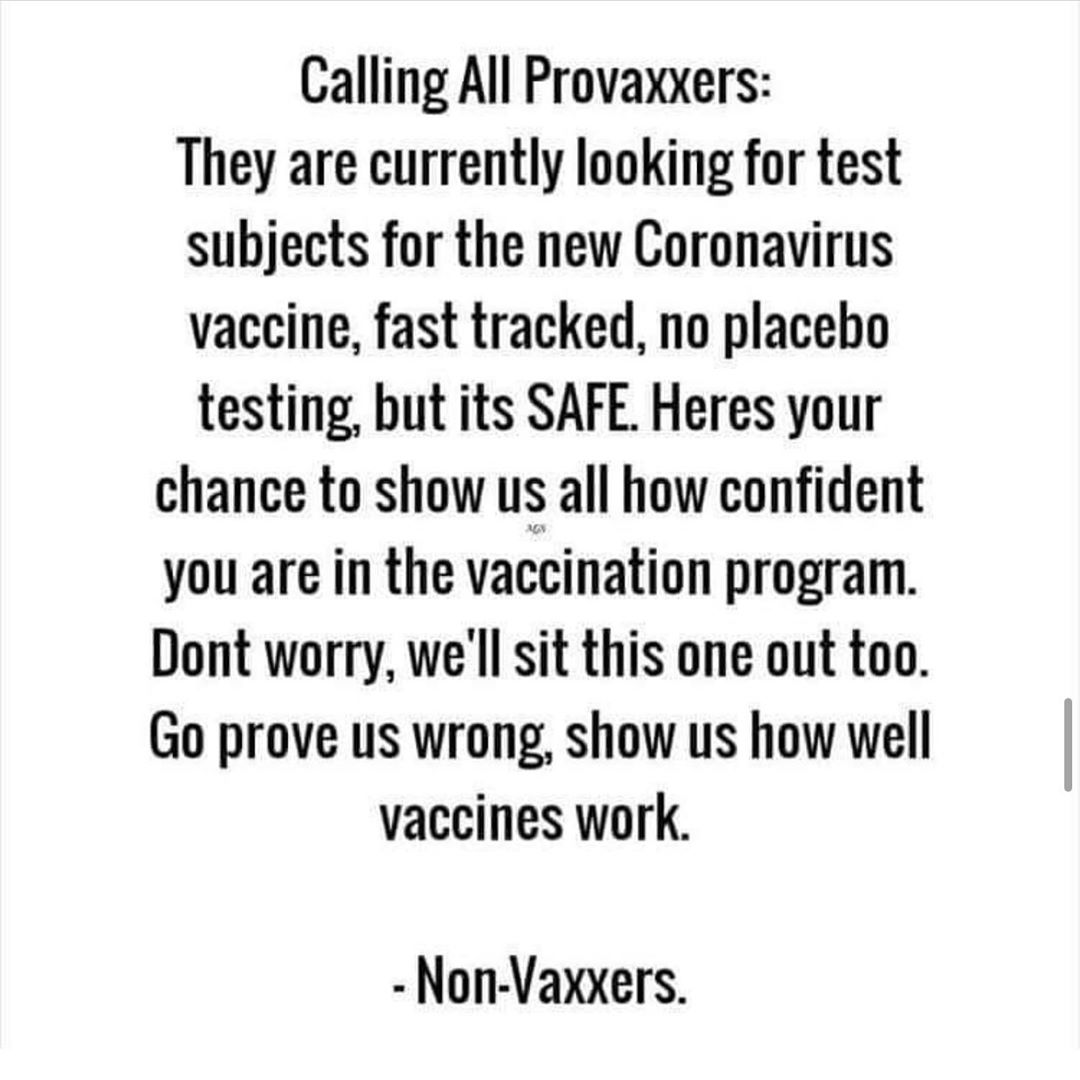 Calling All Provaxxers:
They are currently looking for test
subjects for the new Coronavirus
vaccine, fast tracked, no placebo
testing, but its SAFE. Heres your
chance to show us all how confident
you are in the vaccination program.
Dont worry, we'll sit this one out too.
Go prove us wrong, show us how well
vaccines work.
- Non-Vaxxers.